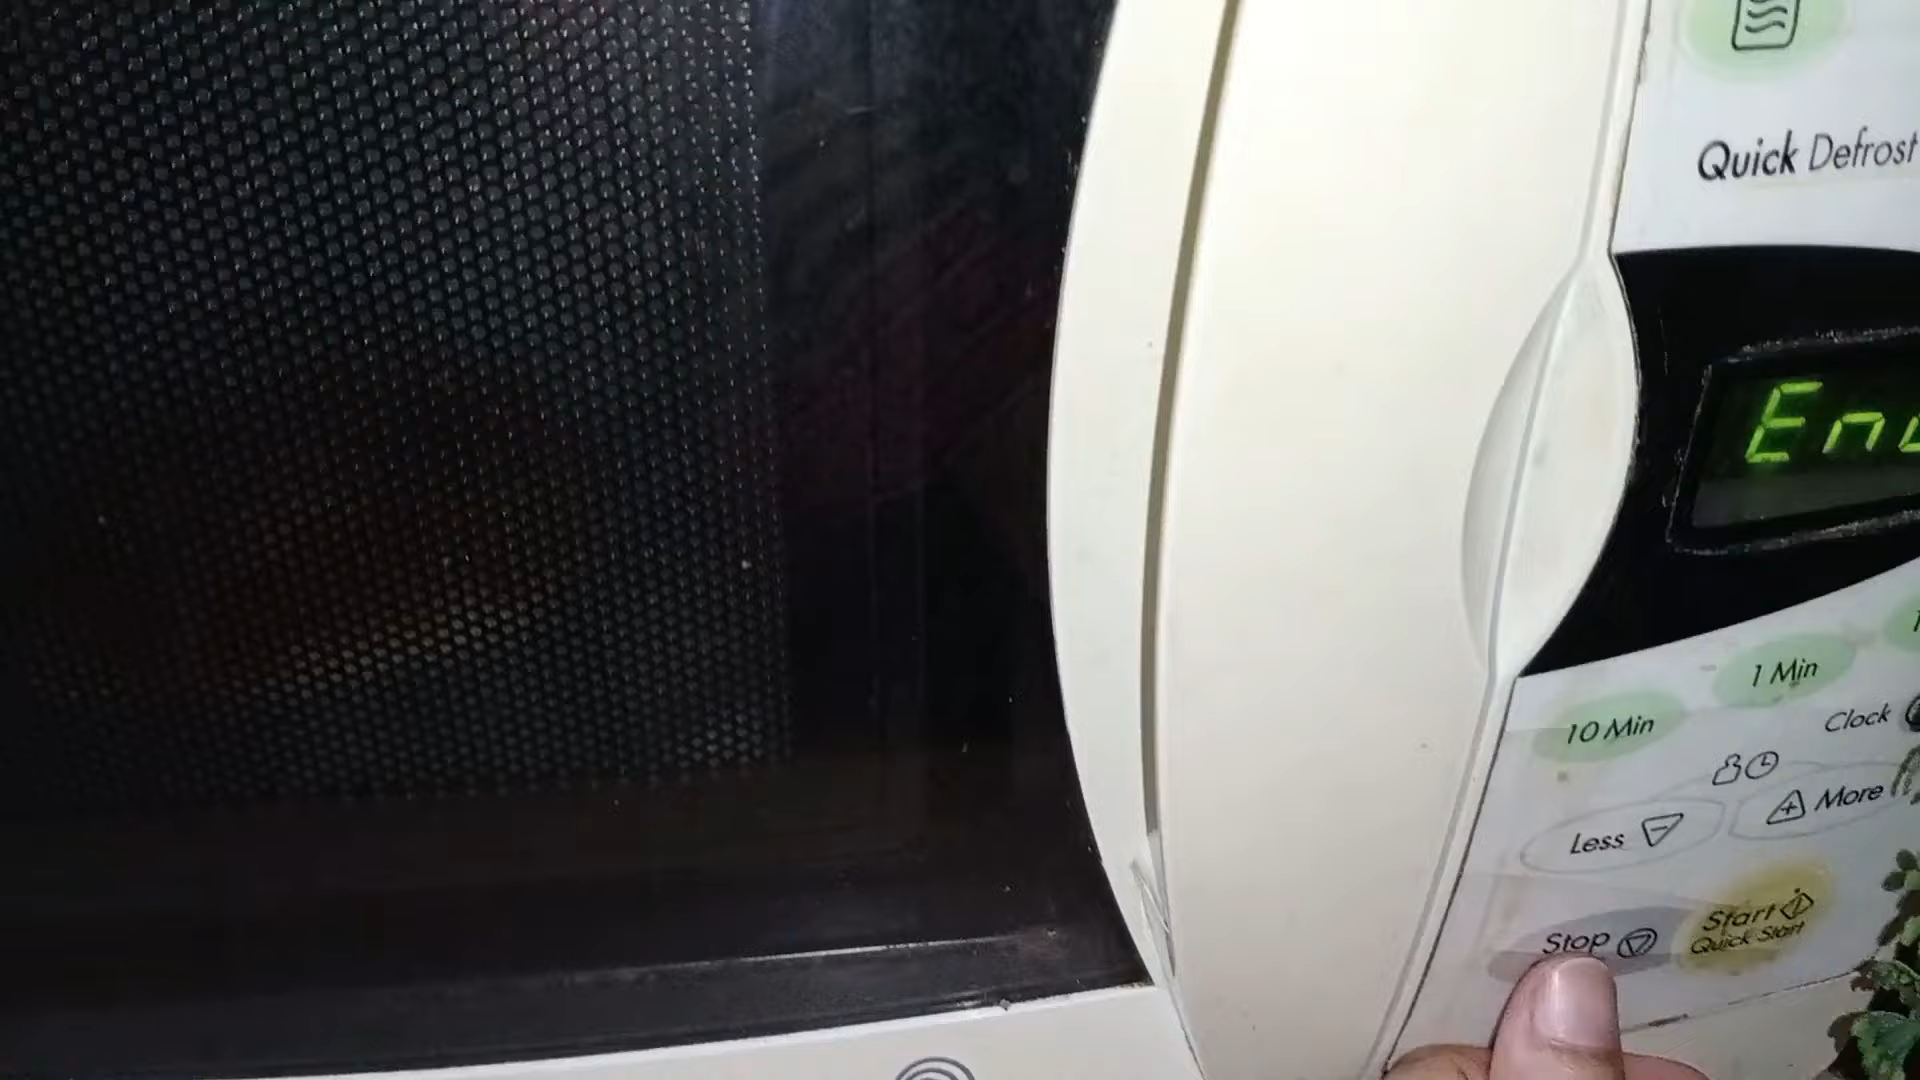 Quick Defrost
End
1 Min
10 Min
Clock
Less
More
Stop
Start
Quick Start